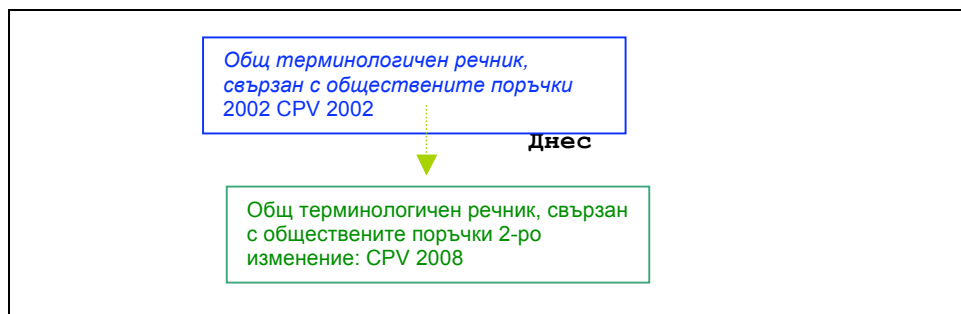 Общ терминологичен речник,
свързан с обществените поръчки
2002 CPV 2002
Днес
Общ терминологичен речник, свързан
с обществените поръчки 2-ро
изменение: CPV 2008